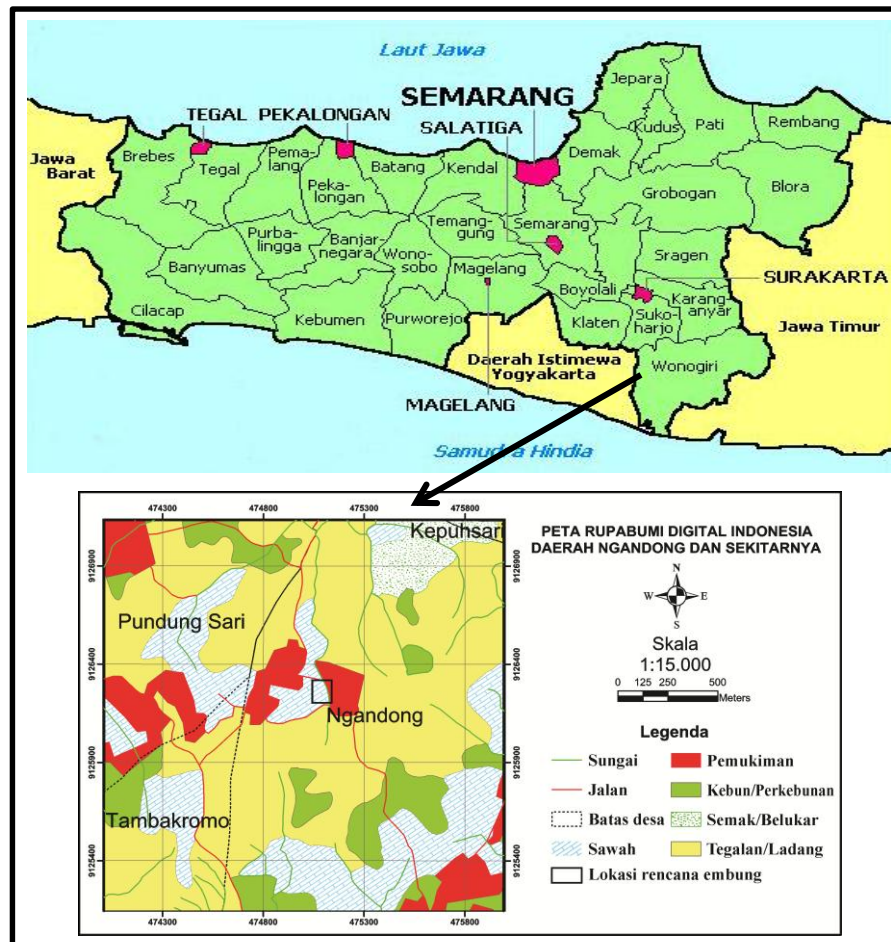 Laut Jawa
Jepara
SEMARANG
TEGAL PEKALONGAN
SALATIGA
Kudus
Pati
Rembang
Jawa
Barat
Brebes
Tegal
Pema-
lang
Peka-
longan
Batang
Kendal
Demak
Grobogan
Blora
Purba-
lingga
Banjar-
negara
Wono-
sobo
Temang-
gung
Semarang
Banyumas
Magelang
Sragen
SURAKARTA
Boyolali
Karang-
anyar
Cilacap
Kebumen
Purworejo
Klaten
Suko-
harjo
Jawa Timur
Daerah Istimewa
Yogyakarta
Wonogiri
MAGELANG
Samudra Hindia
474300 474800 475300 475800
Kepuhsari
9126900 9126900
Pundung Sari
9126400 9126400
Ngandong
9125900 9125900
Tambakromo
9125400 9125400
474300 474800 475300 475800
PETA RUPABUMI DIGITAL INDONESIA
DAERAH NGANDONG DAN SEKITARNYA
N
W E
S
Skala
1:15.000
0 125 250 500
Meters
Legenda
Sungai
Pemukiman
Jalan
Kebun/Perkebunan
Batas desa
Semak/Belukar
Sawah
Tegalan/Ladang
Lokasi rencana embung